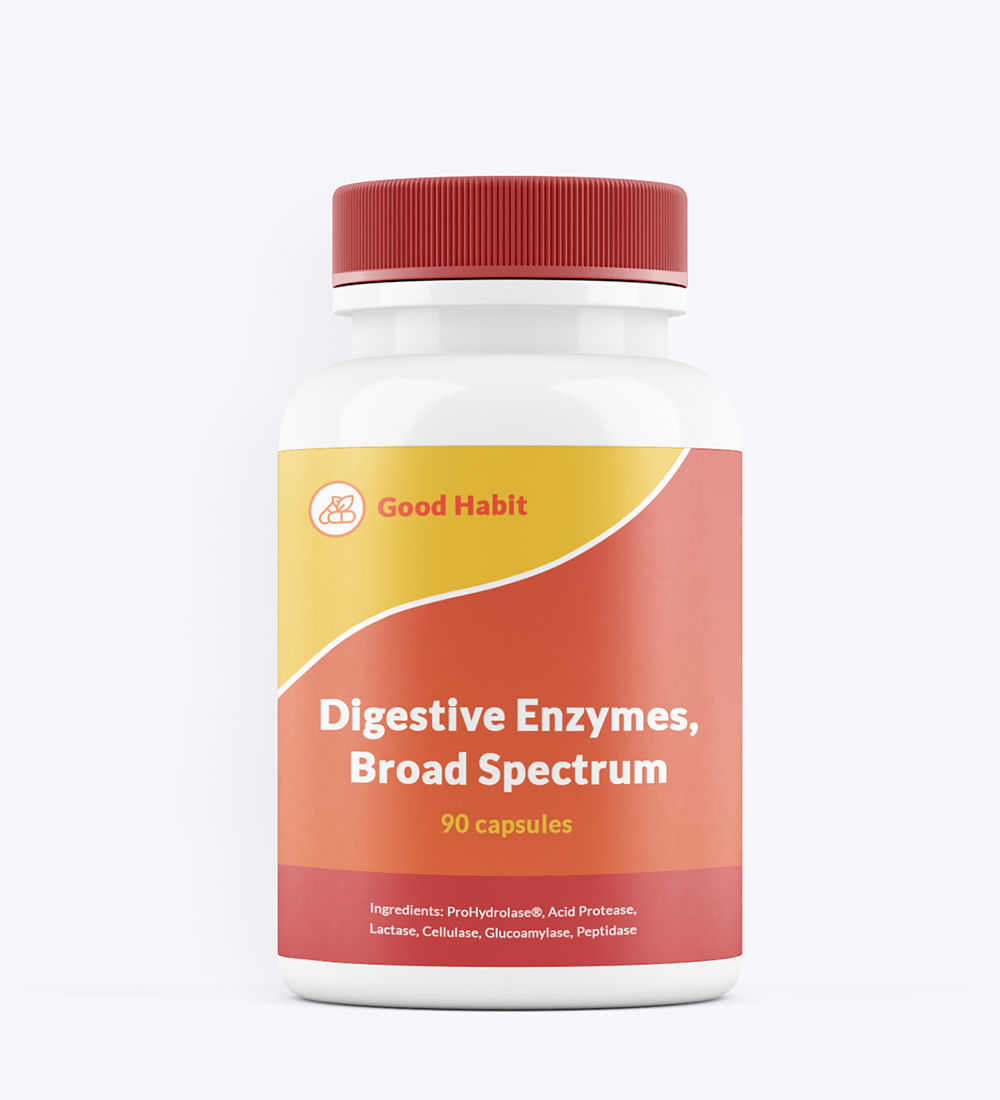 Good Habit
Digestive Enzymes,
Broad Spectrum
90 capsules
Ingredients: ProHydrolase®, Acid Protease,
Lactase, Cellulase, Glucoamylase, Peptidase